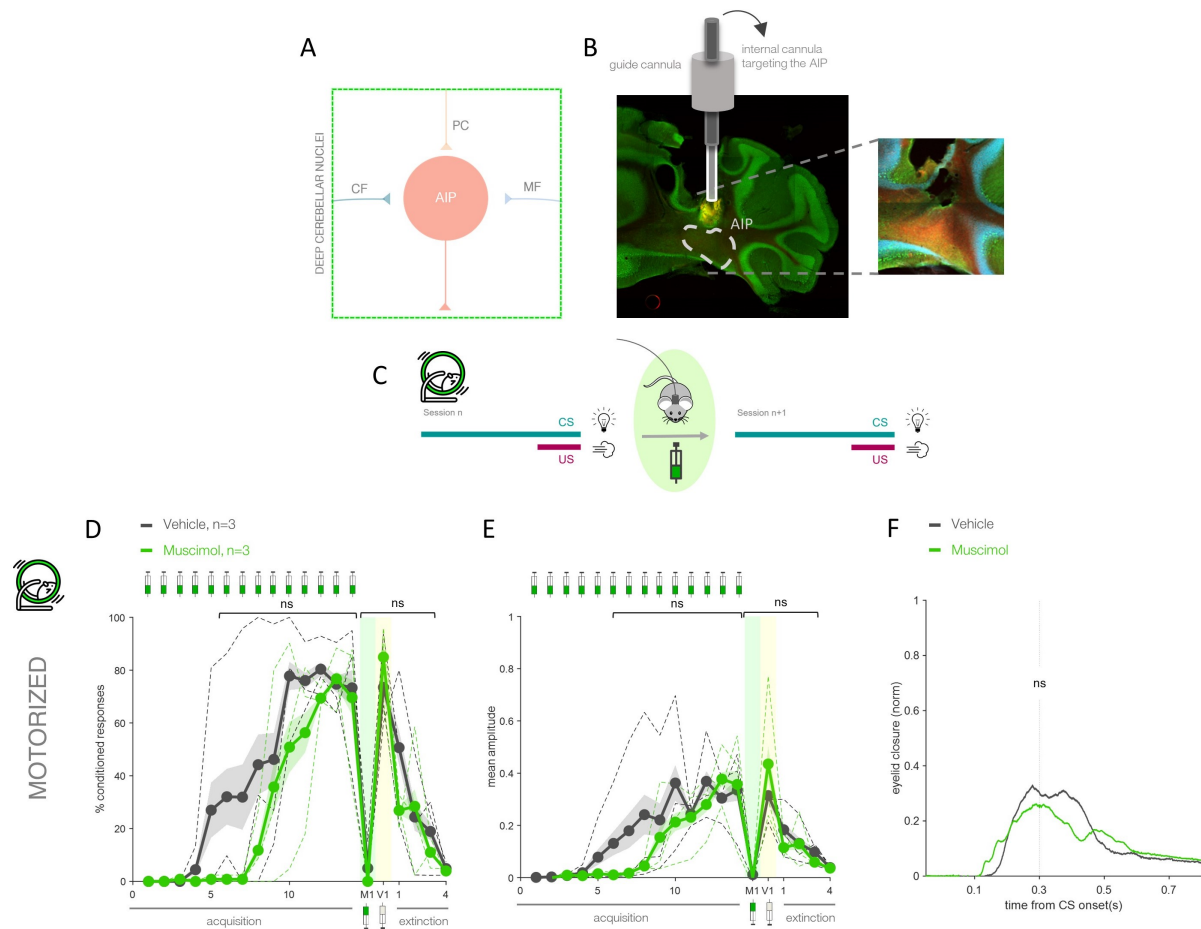 A
DEEP CEREBELLAR NUCLEI
PC
CF
MF
AIP
B
guide cannula
internal cannula
targeting the AIP
AIP
C
Session n
CS
US
Session n+1
CS
US
MOTORIZED
D
Vehicle, n=3
Muscimol, n=3
ns
ns
% conditioned responses
100
80
60
40
20
0
5
10
M1
V1
1
4
acquisition
extinction
E
ns
ns
mean amplitude
1
0.8
0.6
0.4
0.2
0
5
10
M1
V1
1
4
acquisition
extinction
F
Vehicle
Muscimol
ns
eyelid closure (norm)
1
0.8
0.6
0.4
0.2
0
0.1
0.3
0.5
0.7
time from CS onset(s)